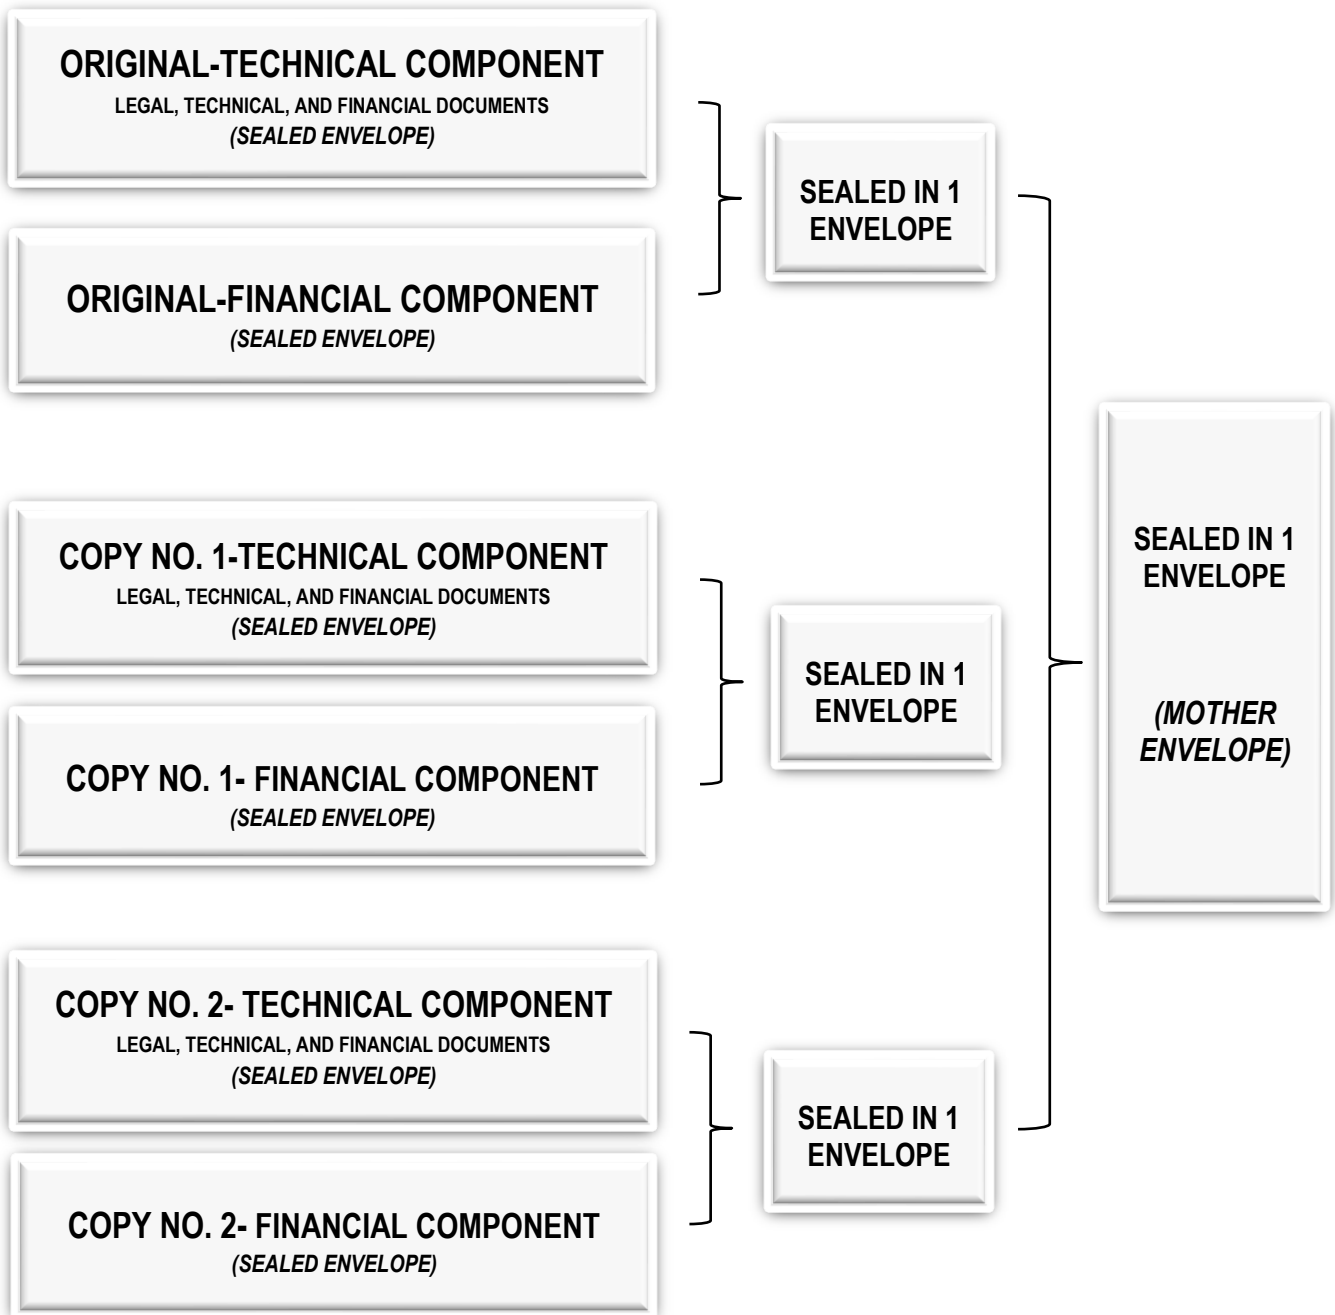 ORIGINAL-TECHNICAL COMPONENT
LEGAL, TECHNICAL, AND FINANCIAL DOCUMENTS
(SEALED ENVELOPE)
ORIGINAL-FINANCIAL COMPONENT
(SEALED ENVELOPE)
SEALED IN 1
ENVELOPE
COPY NO. 1-TECHNICAL COMPONENT
LEGAL, TECHNICAL, AND FINANCIAL DOCUMENTS
(SEALED ENVELOPE)
COPY NO. 1- FINANCIAL COMPONENT
(SEALED ENVELOPE)
SEALED IN 1
ENVELOPE
COPY NO. 2- TECHNICAL COMPONENT
LEGAL, TECHNICAL, AND FINANCIAL DOCUMENTS
(SEALED ENVELOPE)
COPY NO. 2- FINANCIAL COMPONENT
(SEALED ENVELOPE)
SEALED IN 1
ENVELOPE
SEALED IN 1
ENVELOPE
(MOTHER
ENVELOPE)